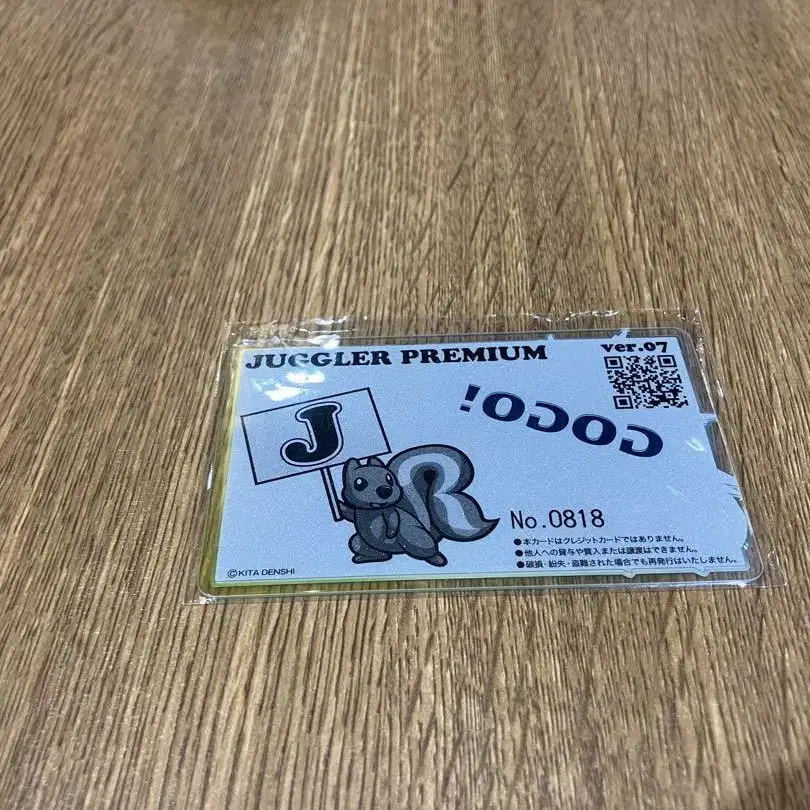 JUGGLER PREMIUM
ver.07
GOGO!
J
R
No.0818
●本カードはクレジットカードではありません。
●他人への貸与や質入または譲渡はできません。
●破損・紛失・盗難された場合でも再発行はいたしません。
©KITA DENSHI